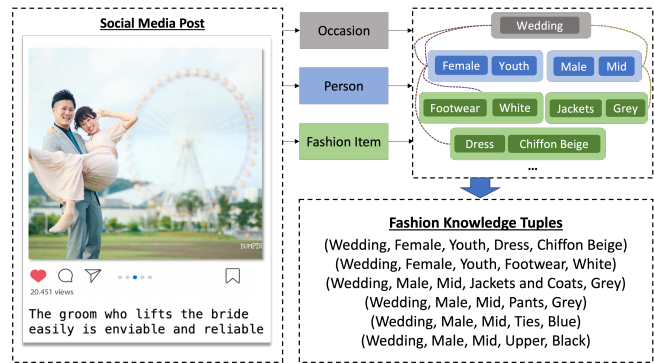 Social Media Post
20.451 views
The groom who lifts the bride
easily is enviable and reliable
Occasion
Person
Fashion Item
Wedding
Female Youth Male Mid
Footwear White Jackets Grey
Dress Chiffon Beige
...
Fashion Knowledge Tuples
(Wedding, Female, Youth, Dress, Chiffon Beige)
(Wedding, Female, Youth, Footwear, White)
(Wedding, Male, Mid, Jackets and Coats, Grey)
(Wedding, Male, Mid, Pants, Grey)
(Wedding, Male, Mid, Ties, Blue)
(Wedding, Male, Mid, Upper, Black)